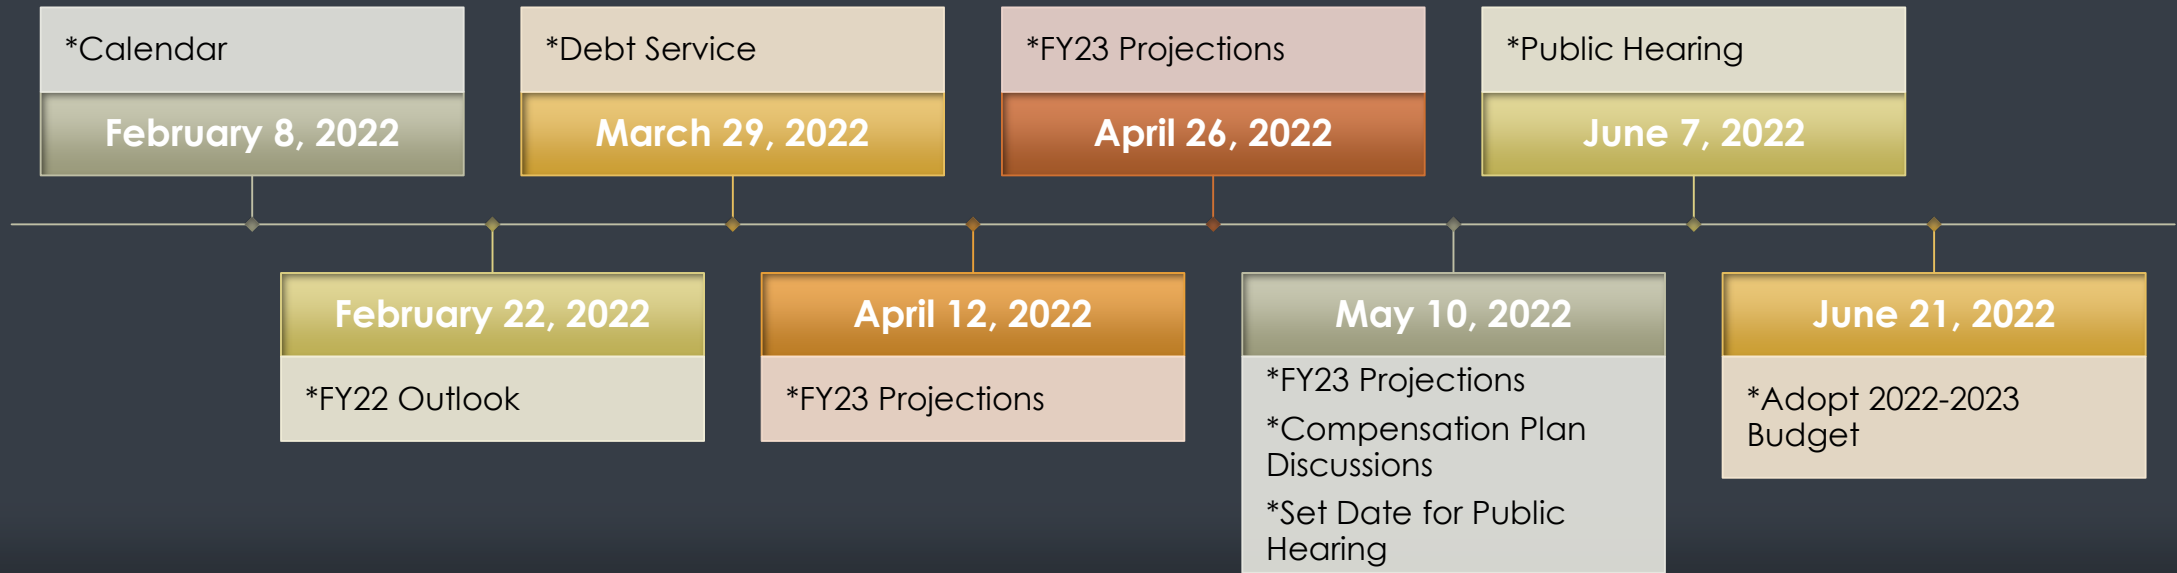 *Calendar
February 8, 2022
February 22, 2022
*FY22 Outlook
*Debt Service
March 29, 2022
April 12, 2022
*FY23 Projections
*FY23 Projections
April 26, 2022
May 10, 2022
*FY23 Projections
*Compensation Plan
Discussions
*Set Date for Public
Hearing
*Public Hearing
June 7, 2022
June 21, 2022
*Adopt 2022-2023
Budget